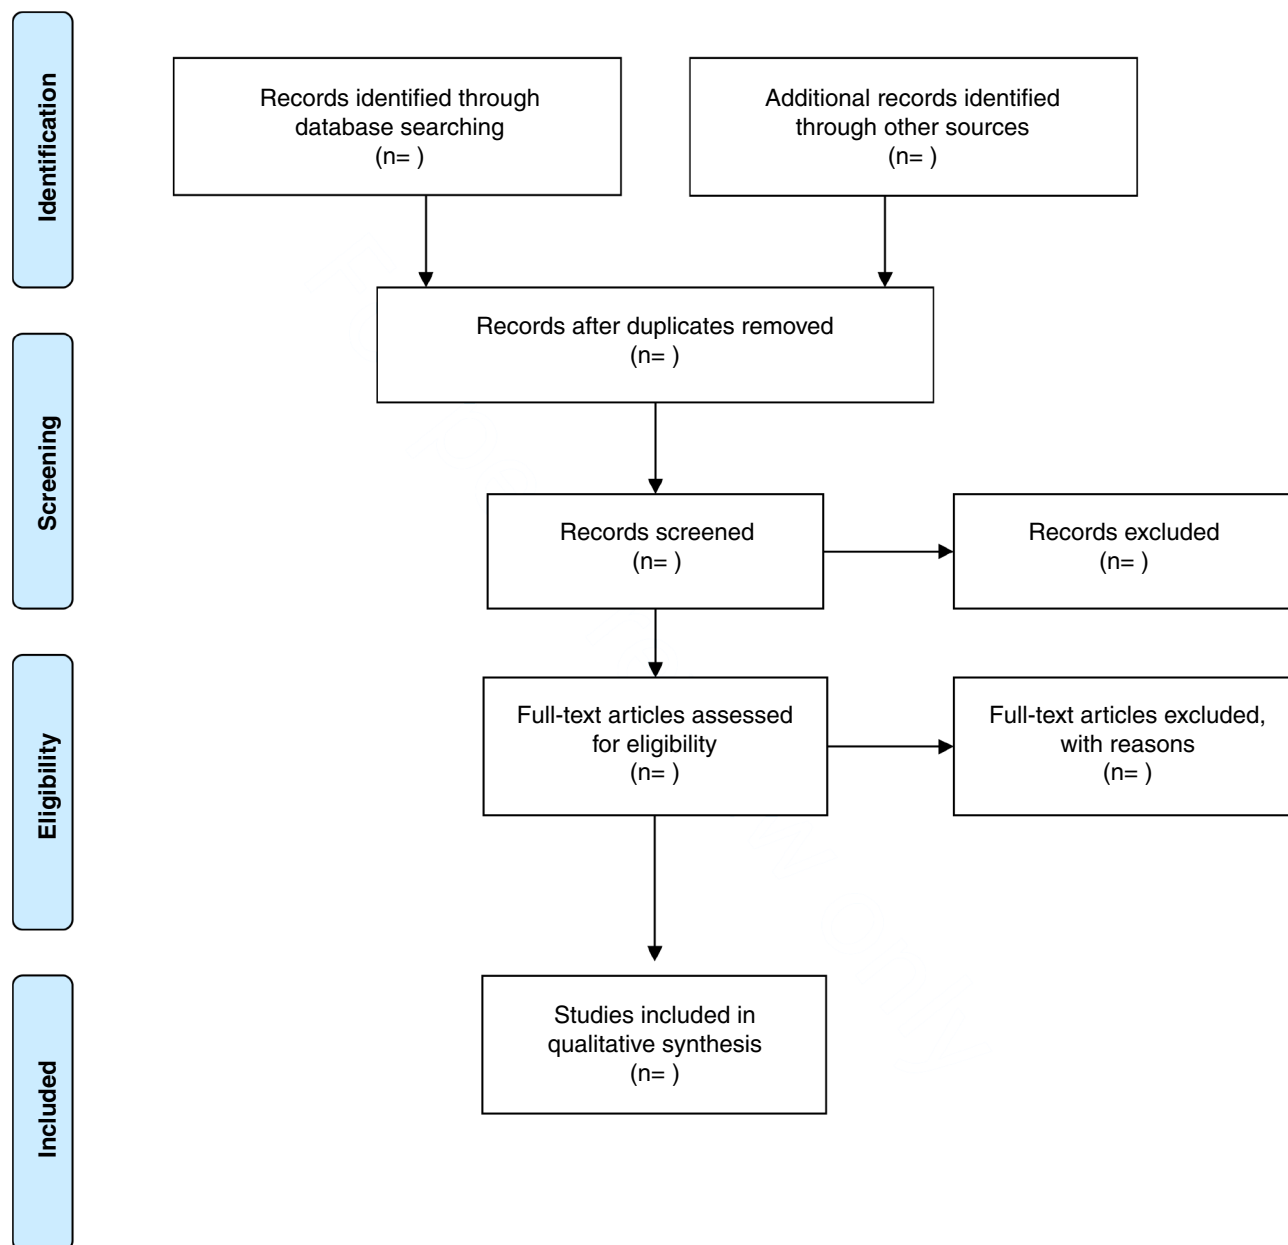 Identification
Records identified through
database searching
(n= )
Additional records identified
through other sources
(n= )
Records after duplicates removed
(n= )
Screening
Records screened
(n= )
Records excluded
(n= )
Eligibility
Full-text articles assessed
for eligibility
(n= )
Full-text articles excluded,
with reasons
(n= )
Included
Studies included in
qualitative synthesis
(n= )